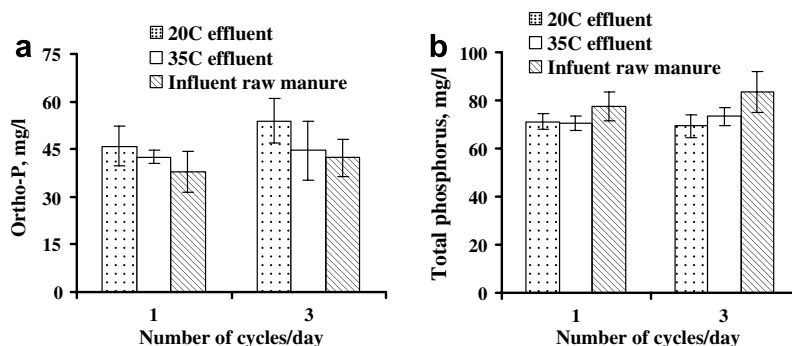 a
20C effluent
35C effluent
Influent raw manure
75
60
45
30
15
0
Ortho-P, mg/l
1
3
Number of cycles/day
b
20C effluent
35C effluent
Infuent raw manure
100
80
60
40
20
0
Total phosphorus, mg/l
1
3
Number of cycles/day